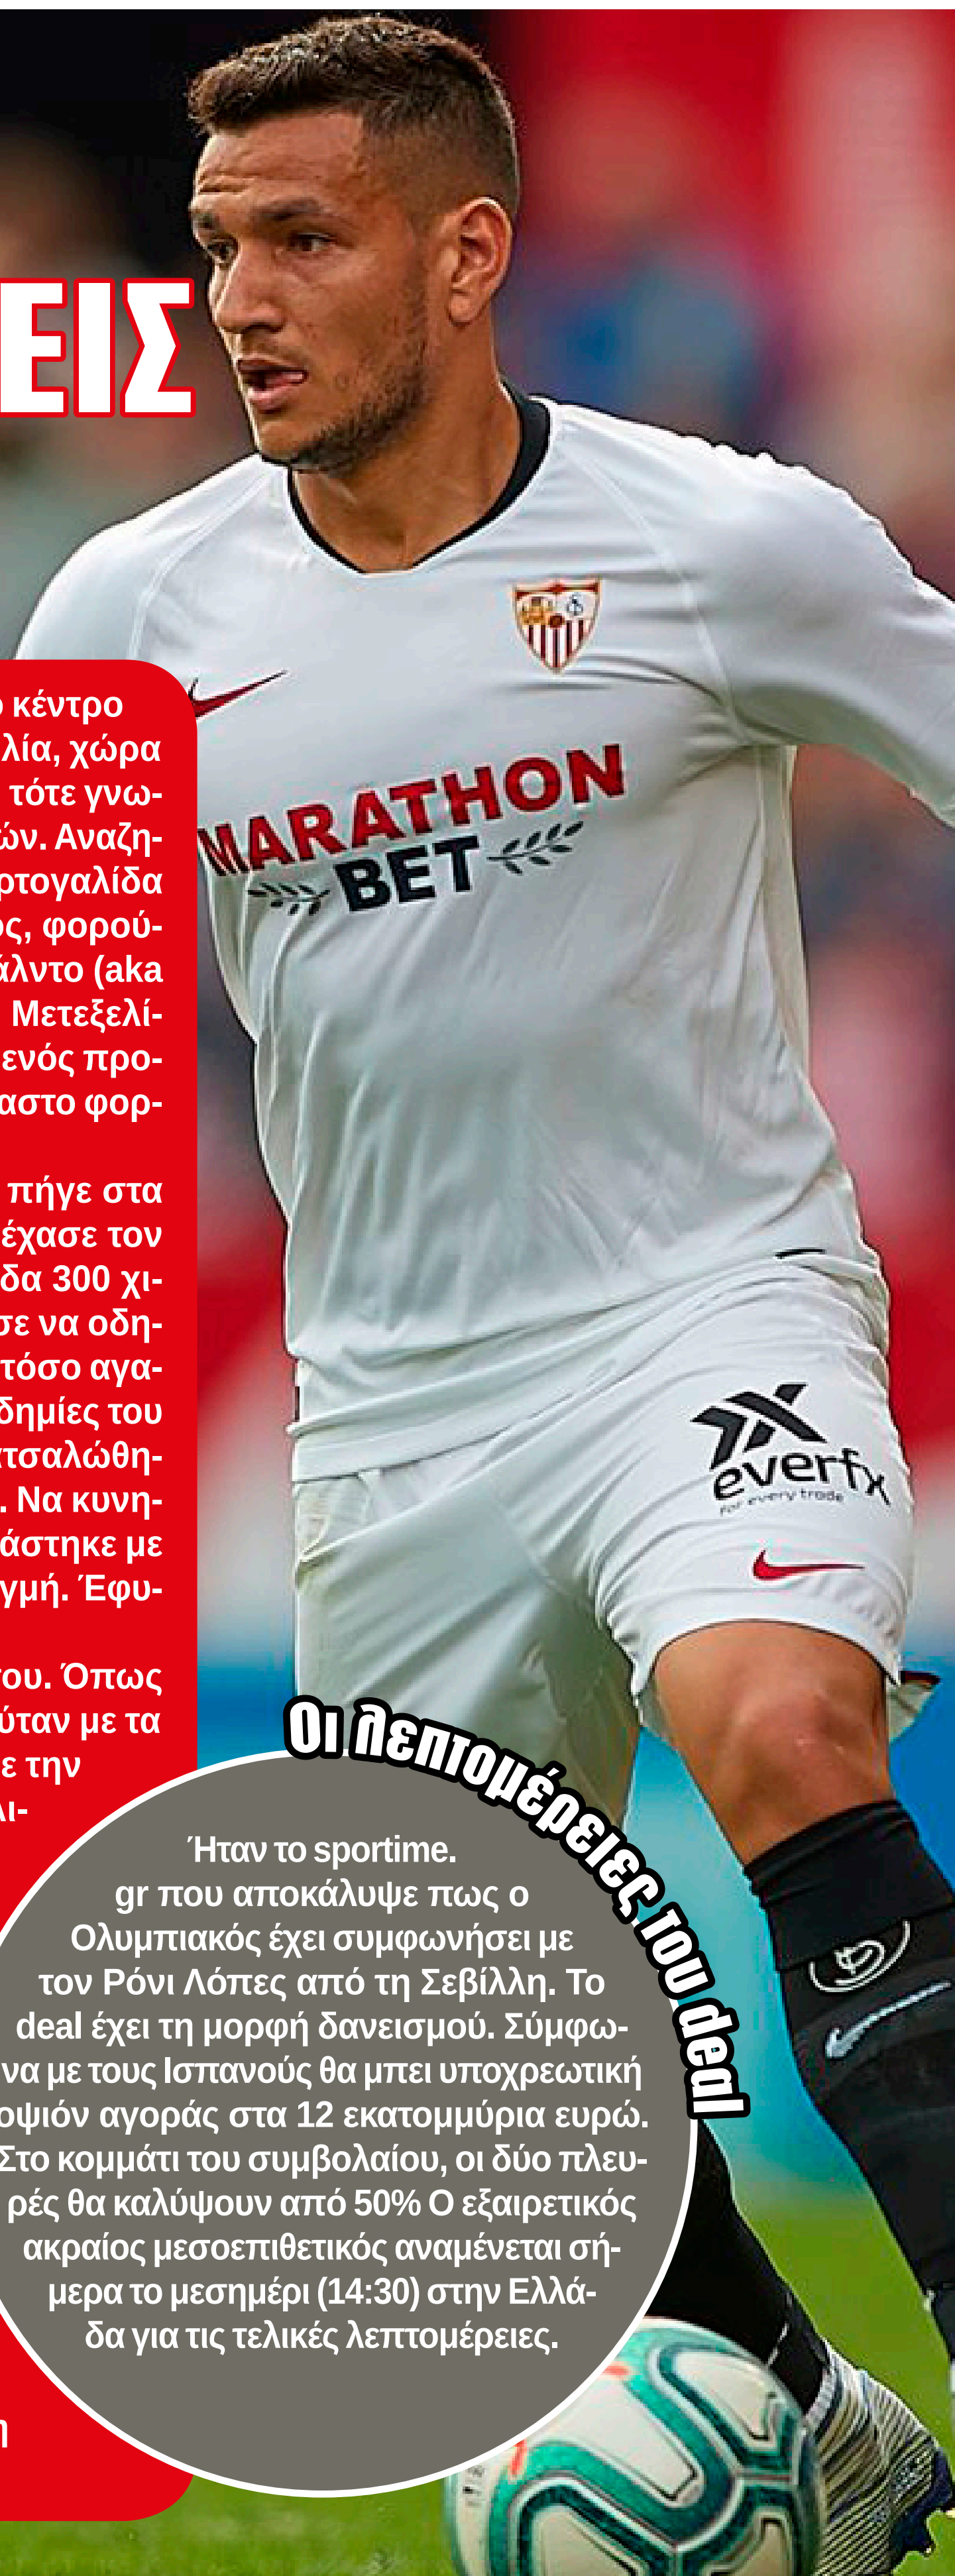 ΕΙΣ
κέντρο
λία, χώρα
τότε γνω-
ών. Αναζη-
ρτογαλίδα
ος, φορού-
άλντο (aka
Μετεξελί-
ενός προ-
αστο φορ-
πήγε στα
έχασε τον
δα 300 χι-
σε να οδη-
τόσο αγα-
δημίες του
ατσαλώθη-
. Να κυνη-
άστηκε με
γμή. Έφυ-
του. Όπως
ύταν με τα
ε την
λι-
η
MARATHON
BET
everfx
for every trade
Οι λεπτομέρειες του deal
Ήταν το sportime.
gr που αποκάλυψε πως ο
Ολυμπιακός έχει συμφωνήσει με
τον Ρόνι Λόπες από τη Σεβίλλη. Το
deal έχει τη μορφή δανεισμού. Σύμφω-
να με τους Ισπανούς θα μπει υποχρεωτική
οψιόν αγοράς στα 12 εκατομμύρια ευρώ.
Στο κομμάτι του συμβολαίου, οι δύο πλευ-
ρές θα καλύψουν από 50% Ο εξαιρετικός
ακραίος μεσοεπιθετικός αναμένεται σή-
μερα το μεσημέρι (14:30) στην Ελλά-
δα για τις τελικές λεπτομέρειες.